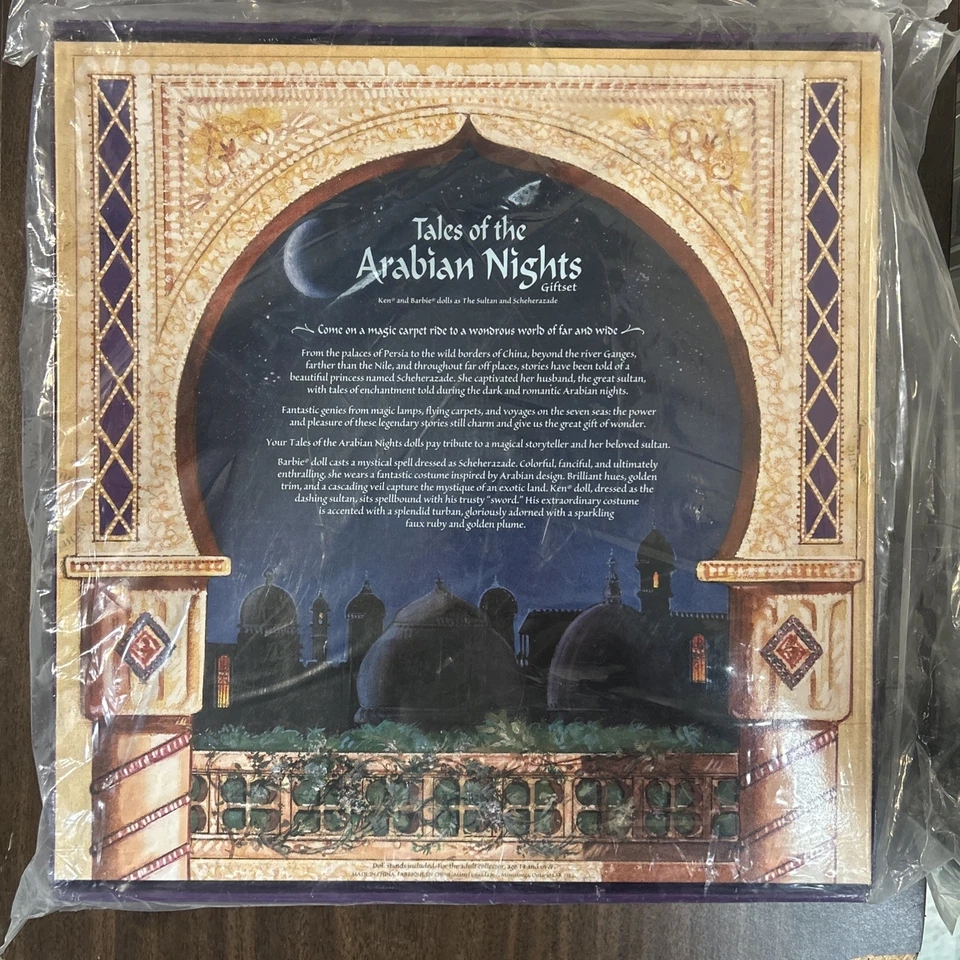 Tales of the
Arabian Nights
Giftset
Ken® and Barbie® dolls as The Sultan and Scheherazade
Come on a magic carpet ride to a wondrous world of far and wide
From the palaces of Persia to the wild borders of China, beyond the river Ganges,
farther than the Nile, and throughout far off places, stories have been told of a
beautiful princess named Scheherazade. She captivated her husband, the great sultan,
with tales of enchantment told during the dark and romantic Arabian nights.
Fantastic genies from magic lamps, flying carpets, and voyages on the seven seas: the power
and pleasure of these legendary stories still charm and give us the great gift of wonder.
Your Tales of the Arabian Nights dolls pay tribute to a magical storyteller and her beloved sultan.
Barbie® doll casts a mystical spell dressed as Scheherazade. Colorful, fanciful, and ultimately
enthralling, she wears a fantastic costume inspired by Arabian design. Brilliant hues, golden
trim, and a cascading veil capture the mystique of an exotic land. Ken® doll, dressed as the
dashing sultan, sits spellbound with his trusty "sword." His extraordinary costume
is accented with a splendid turban, gloriously adorned with a sparkling
faux ruby and golden plume.
included. For the adult collector, age 14 and over.
MADE IN CHINA.